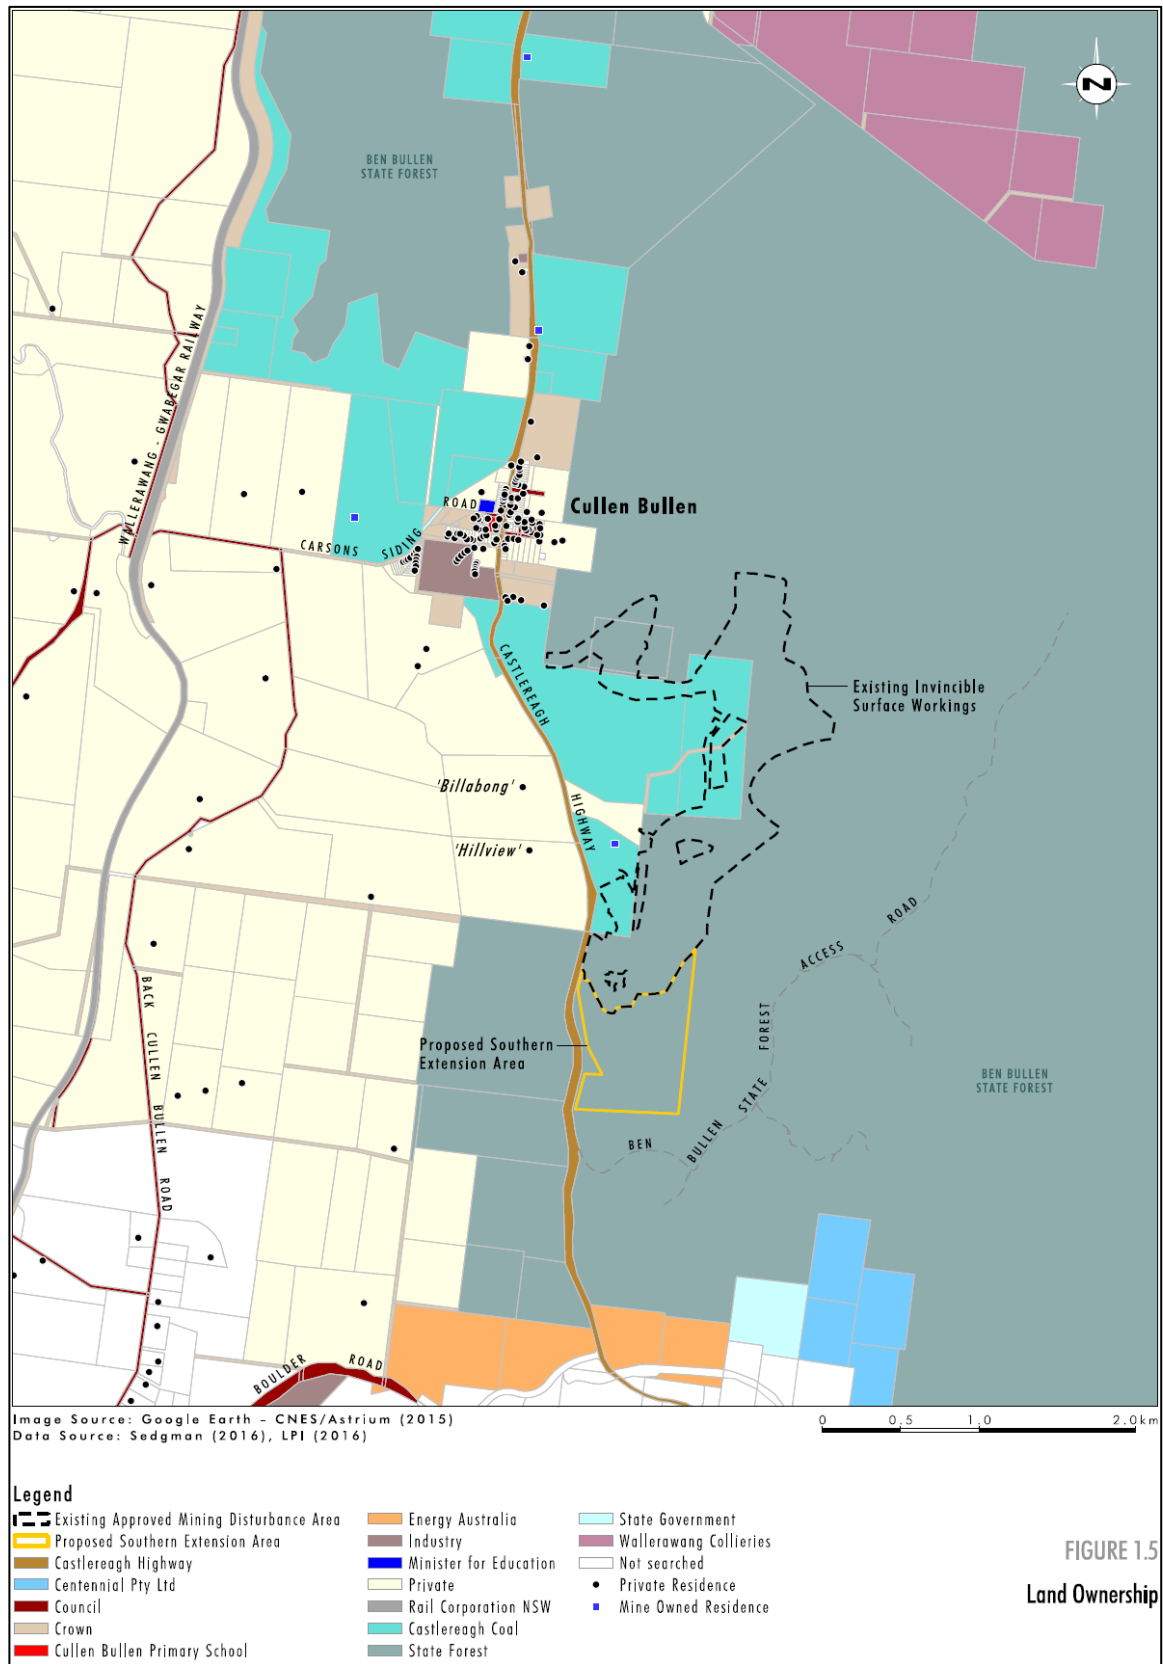 N
BEN BULLEN
STATE FOREST
WALLERAWANG - GWABEGAR RAILWAY
Cullen Bullen
CARSONS SIDING ROAD
CASTLEREAGH HIGHWAY
Existing Invincible
Surface Workings
'Billabong'
'Hillview'
BACK CULLEN BULLEN ROAD
Proposed Southern
Extension Area
BEN BULLEN STATE FOREST ACCESS ROAD
BEN BULLEN
STATE FOREST
BOULDER ROAD
Image Source: Google Earth - CNES/Astrium (2015)
Data Source: Sedgman (2016), LPI (2016)
0 0.5 1.0 2.0km
Legend
Existing Approved Mining Disturbance Area
Proposed Southern Extension Area
Castlereagh Highway
Centennial Pty Ltd
Council
Crown
Cullen Bullen Primary School
Energy Australia
Industry
Minister for Education
Private
Rail Corporation NSW
Castlereagh Coal
State Forest
State Government
Wallerawang Collieries
Not searched
Private Residence
Mine Owned Residence
FIGURE 1.5
Land Ownership